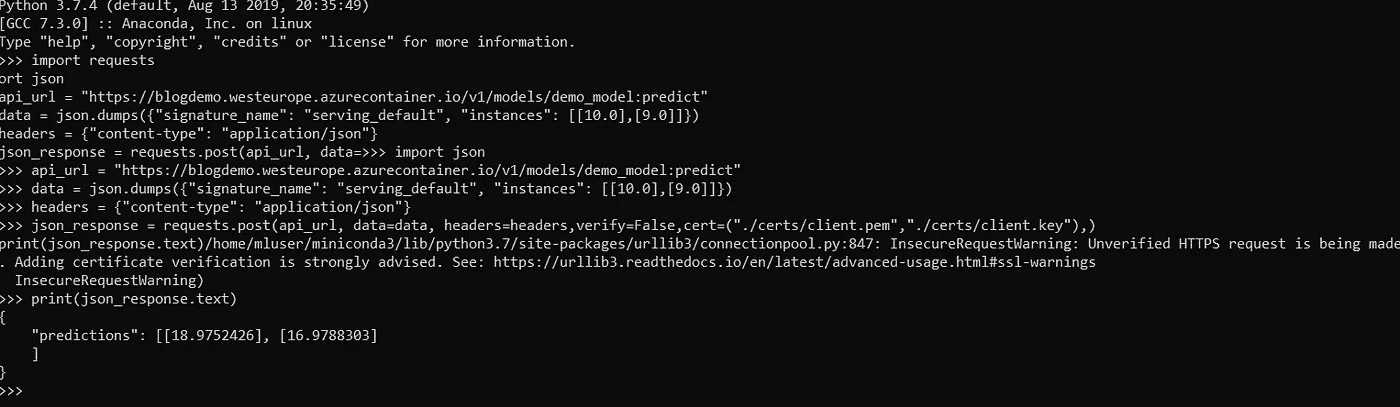 Python 3.7.4 (default, Aug 13 2019, 20:35:49)
[GCC 7.3.0] :: Anaconda, Inc. on linux
Type "help", "copyright", "credits" or "license" for more information.
>>> import requests
ort json
api_url = "https://blogdemo.westeurope.azurecontainer.io/v1/models/demo_model:predict"
data = json.dumps({"signature_name": "serving_default", "instances": [[10.0],[9.0]]})
headers = {"content-type": "application/json"}
json_response = requests.post(api_url, data=>>> import json
>>> api_url = "https://blogdemo.westeurope.azurecontainer.io/v1/models/demo_model:predict"
>>> data = json.dumps({"signature_name": "serving_default", "instances": [[10.0],[9.0]]})
>>> headers = {"content-type": "application/json"}
>>> json_response = requests.post(api_url, data=data, headers=headers,verify=False,cert=("./certs/client.pem","./certs/client.key"),)
print(json_response.text)/home/mluser/miniconda3/lib/python3.7/site-packages/urllib3/connectionpool.py:847: InsecureRequestWarning: Unverified HTTPS request is being made
. Adding certificate verification is strongly advised. See: https://urllib3.readthedocs.io/en/latest/advanced-usage.html#ssl-warnings
  InsecureRequestWarning)
>>> print(json_response.text)
{
    "predictions": [[18.9752426], [16.9788303]
    ]
}
>>>